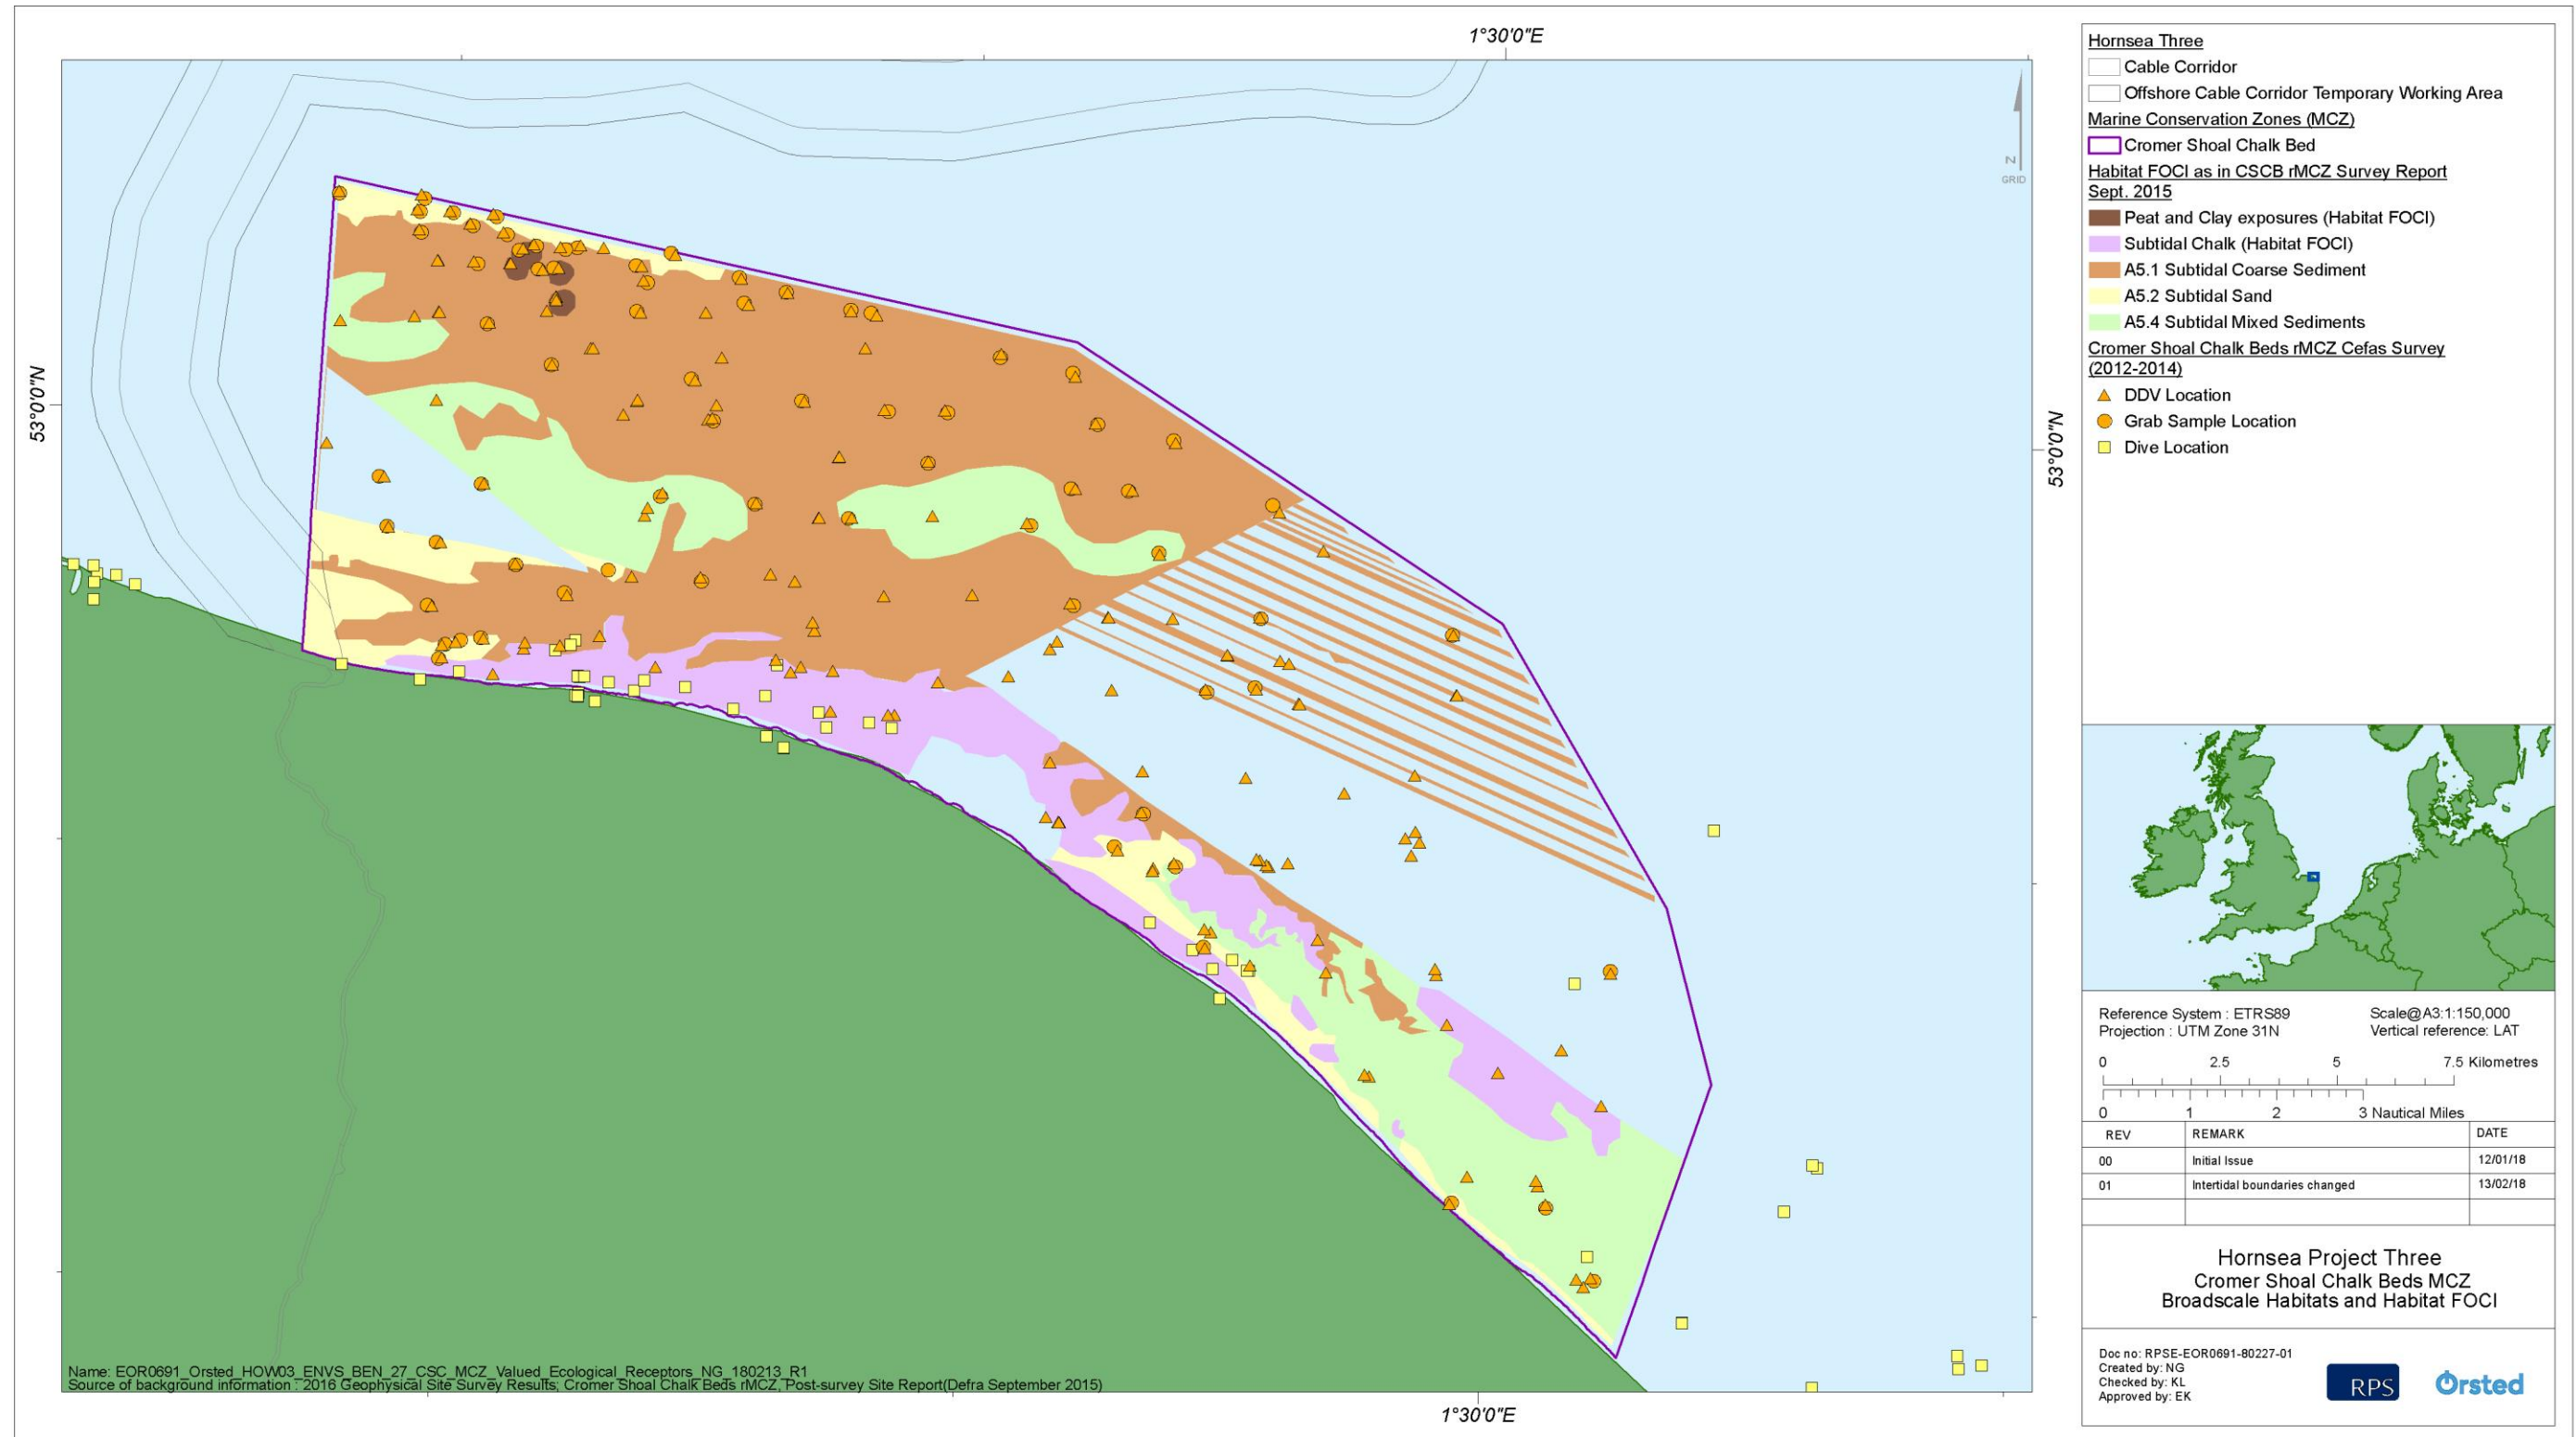 1°30'0"E
53°0'0"N
53°0'0"N
1°30'0"E
N
GRID
Name: EOR0691_Orsted_HOW03_ENVS_BEN_27_CSC_MCZ_Valued_Ecological_Receptors_NG_180213_R1
Source of background information : 2016 Geophysical Site Survey Results; Cromer Shoal Chalk Beds rMCZ, Post-survey Site Report(Defra September 2015)
Hornsea Three
Cable Corridor
Offshore Cable Corridor Temporary Working Area
Marine Conservation Zones (MCZ)
Cromer Shoal Chalk Bed
Habitat FOCI as in CSCB rMCZ Survey Report
Sept. 2015
Peat and Clay exposures (Habitat FOCI)
Subtidal Chalk (Habitat FOCI)
A5.1 Subtidal Coarse Sediment
A5.2 Subtidal Sand
A5.4 Subtidal Mixed Sediments
Cromer Shoal Chalk Beds rMCZ Cefas Survey
(2012-2014)
DDV Location
Grab Sample Location
Dive Location
Reference System : ETRS89 Scale@A3:1:150,000
Projection : UTM Zone 31N Vertical reference: LAT
0 2.5 5 7.5 Kilometres
0 1 2 3 Nautical Miles
REV REMARK DATE
00 Initial Issue 12/01/18
01 Intertidal boundaries changed 13/02/18
Hornsea Project Three
Cromer Shoal Chalk Beds MCZ
Broadscale Habitats and Habitat FOCI
Doc no: RPSE-EOR0691-80227-01
Created by: NG
Checked by: KL
Approved by: EK
RPS
Ørsted